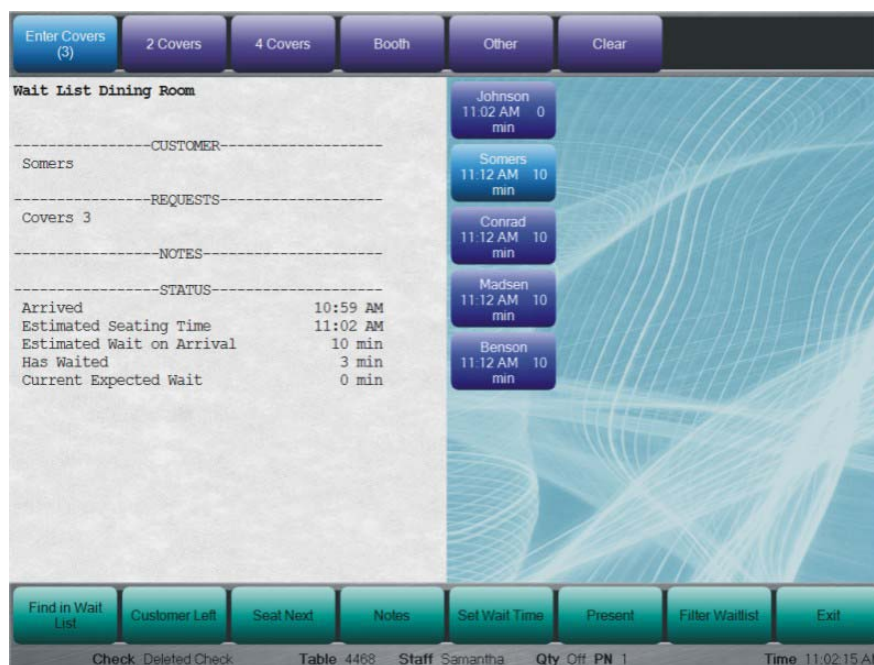 Enter Covers
(3)
2 Covers
4 Covers
Booth
Other
Clear
Wait List Dining Room
-----------------CUSTOMER--------------------
Somers
-----------------REQUESTS--------------------
Covers 3
------------------NOTES----------------------
------------------STATUS---------------------
Arrived 10:59 AM
Estimated Seating Time 11:02 AM
Estimated Wait on Arrival 10 min
Has Waited 3 min
Current Expected Wait 0 min
Johnson
11:02 AM 0
min
Somers
11:12 AM 10
min
Conrad
11:12 AM 10
min
Madsen
11:12 AM 10
min
Benson
11:12 AM 10
min
Find in Wait
List
Customer Left
Seat Next
Notes
Set Wait Time
Present
Filter Waitlist
Exit
Check Deleted Check Table 4468 Staff Samantha Qty Off PN 1 Time 11:02:15 A